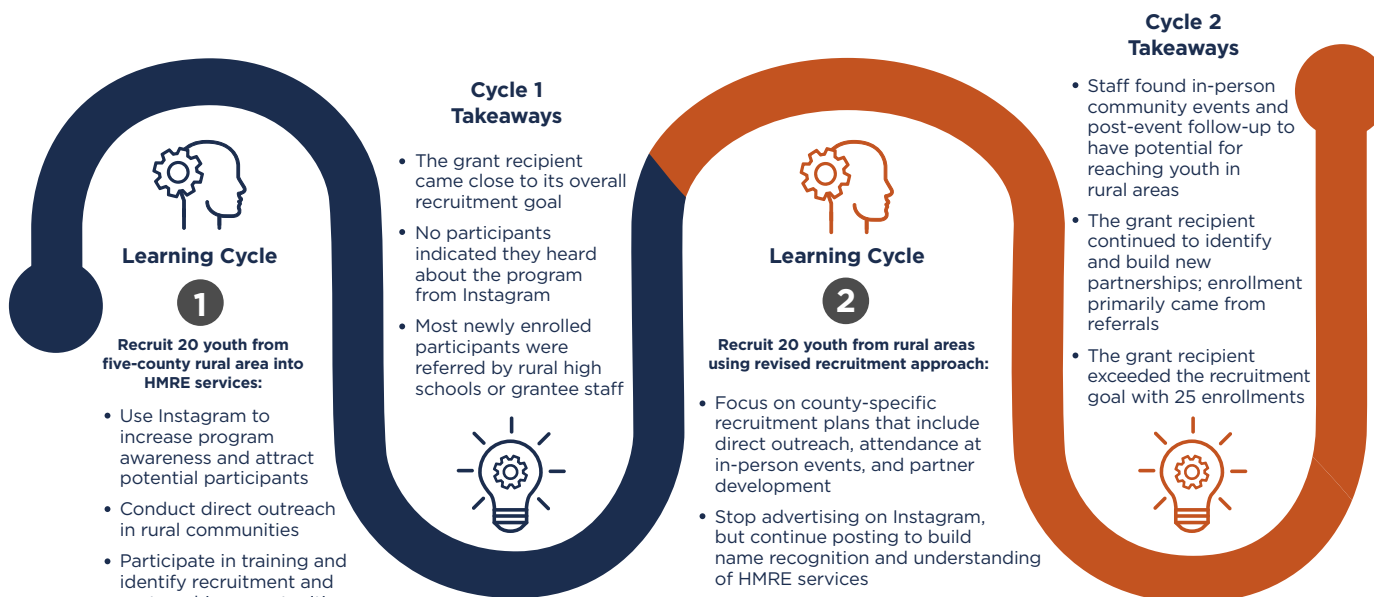 Learning Cycle
1
Recruit 20 youth from
five-county rural area into
HMRE services:
• Use Instagram to
increase program
awareness and attract
potential participants
• Conduct direct outreach
in rural communities
• Participate in training and
identify recruitment and
Cycle 1
Takeaways
• The grant recipient
came close to its overall
recruitment goal
• No participants
indicated they heard
about the program
from Instagram
• Most newly enrolled
participants were
referred by rural high
schools or grantee staff
Learning Cycle
2
Recruit 20 youth from rural areas
using revised recruitment approach:
• Focus on county-specific
recruitment plans that include
direct outreach, attendance at
in-person events, and partner
development
• Stop advertising on Instagram,
but continue posting to build
name recognition and understanding
of HMRE services
Cycle 2
Takeaways
• Staff found in-person
community events and
post-event follow-up to
have potential for
reaching youth in
rural areas
• The grant recipient
continued to identify
and build new
partnerships; enrollment
primarily came from
referrals
• The grant recipient
exceeded the recruitment
goal with 25 enrollments